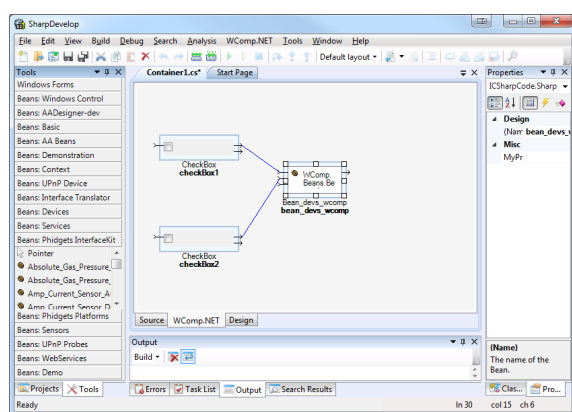 SharpDevelop
File Edit View Build Debug Search Analysis WComp.NET Tools Window Help
Default layout
Tools
Windows Forms
Beans: Windows Control
Beans: AADesigner-dev
Beans: Basic
Beans: AA Beans
Beans: Demonstration
Beans: Context
Beans: UPnP Device
Beans: Interface Translator
Beans: Devices
Beans: Services
Beans: Phidgets InterfaceKit
Pointer
Absolute_Gas_Pressure_
Absolute_Gas_Pressure_
Amp_Current_Sensor_A
Amp_Current_Sensor_D
Beans: Phidgets Platforms
Beans: Sensors
Beans: UPnP Probes
Beans: WebServices
Beans: Demo
Projects Tools
Container1.cs* Start Page
CheckBox
checkBox1
WComp.
Beans.Be
Bean_devs_wcomp
bean_devs_wcomp
CheckBox
checkBox2
Source WComp.NET Design
Output
Build
Errors Task List Output Search Results
Properties
ICSharpCode.Sharp
Design
(Nam bean_devs_v
Misc
MyPr
(Name)
The name of the
Bean.
Clas... Pro...
Ready ln 30 col 15 ch 6